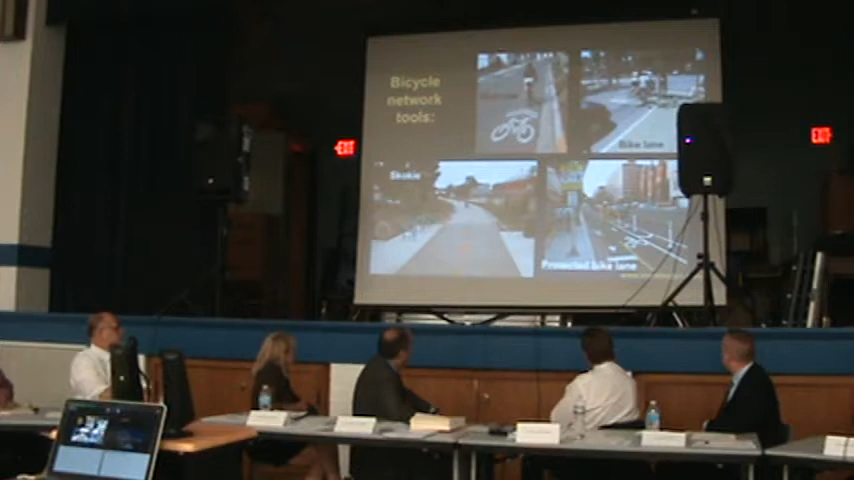 Bicycle
network
tools:
Bike lane
Skokie
Protected bike lane
EXIT
EXIT